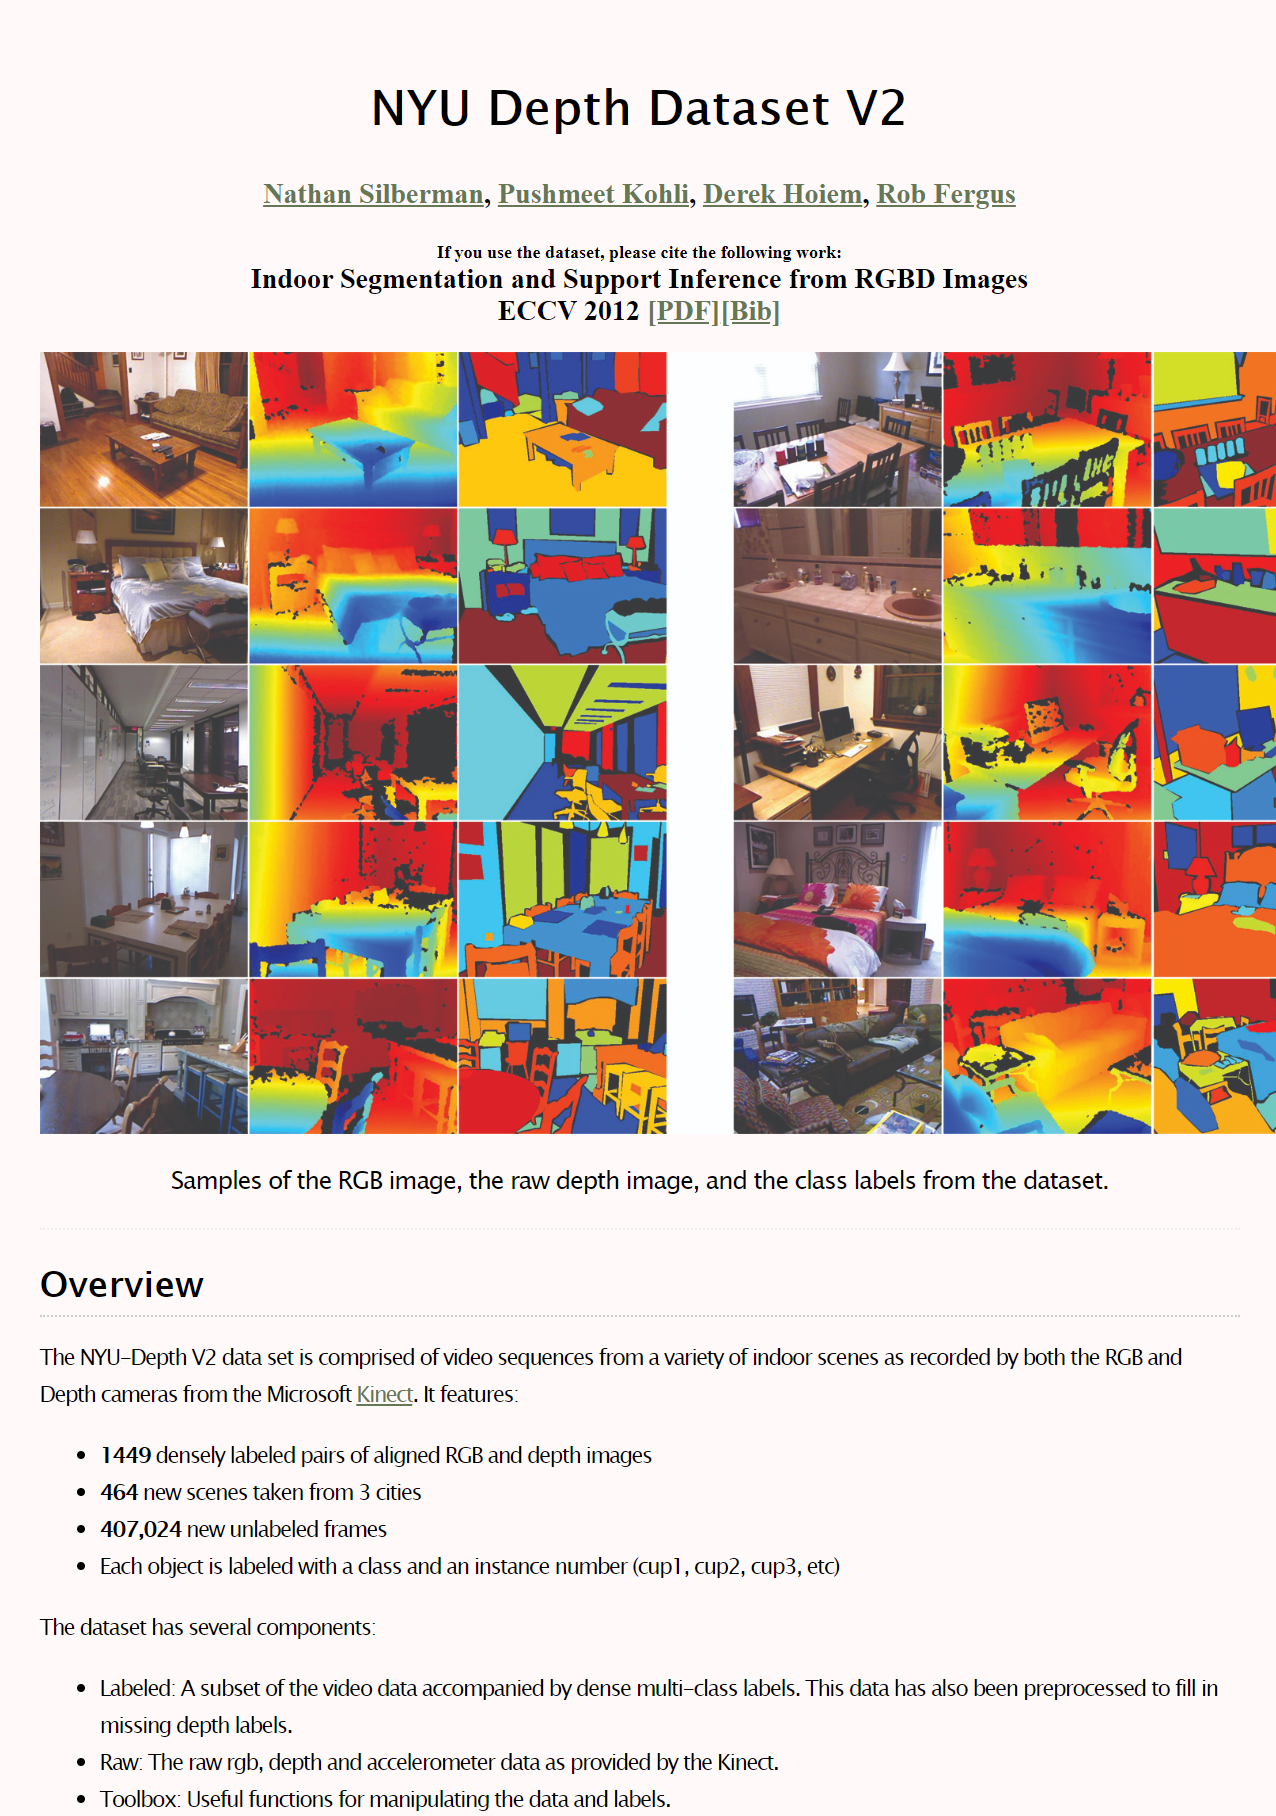 NYU Depth Dataset V2
Nathan Silberman, Pushmeet Kohli, Derek Hoiem, Rob Fergus
If you use the dataset, please cite the following work:
Indoor Segmentation and Support Inference from RGBD Images
ECCV 2012 [PDF][Bib]
Samples of the RGB image, the raw depth image, and the class labels from the dataset.
Overview
The NYU-Depth V2 data set is comprised of video sequences from a variety of indoor scenes as recorded by both the RGB and
Depth cameras from the Microsoft Kinect. It features:
• 1449 densely labeled pairs of aligned RGB and depth images
• 464 new scenes taken from 3 cities
• 407,024 new unlabeled frames
• Each object is labeled with a class and an instance number (cup1, cup2, cup3, etc)
The dataset has several components:
• Labeled: A subset of the video data accompanied by dense multi-class labels. This data has also been preprocessed to fill in
missing depth labels.
• Raw: The raw rgb, depth and accelerometer data as provided by the Kinect.
• Toolbox: Useful functions for manipulating the data and labels.